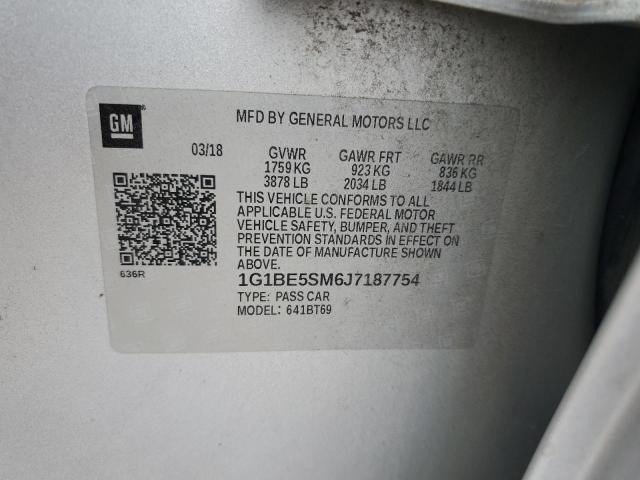 GM
MFD BY GENERAL MOTORS LLC
03/18 GVWR GAWR FRT GAWR RR
1759 KG 923 KG 836 KG
3878 LB 2034 LB 1844 LB
THIS VEHICLE CONFORMS TO ALL
APPLICABLE U.S. FEDERAL MOTOR
VEHICLE SAFETY, BUMPER, AND THEFT
PREVENTION STANDARDS IN EFFECT ON
THE DATE OF MANUFACTURE SHOWN
ABOVE.
636R
1G1BE5SM6J7187754
TYPE: PASS CAR
MODEL: 641BT69